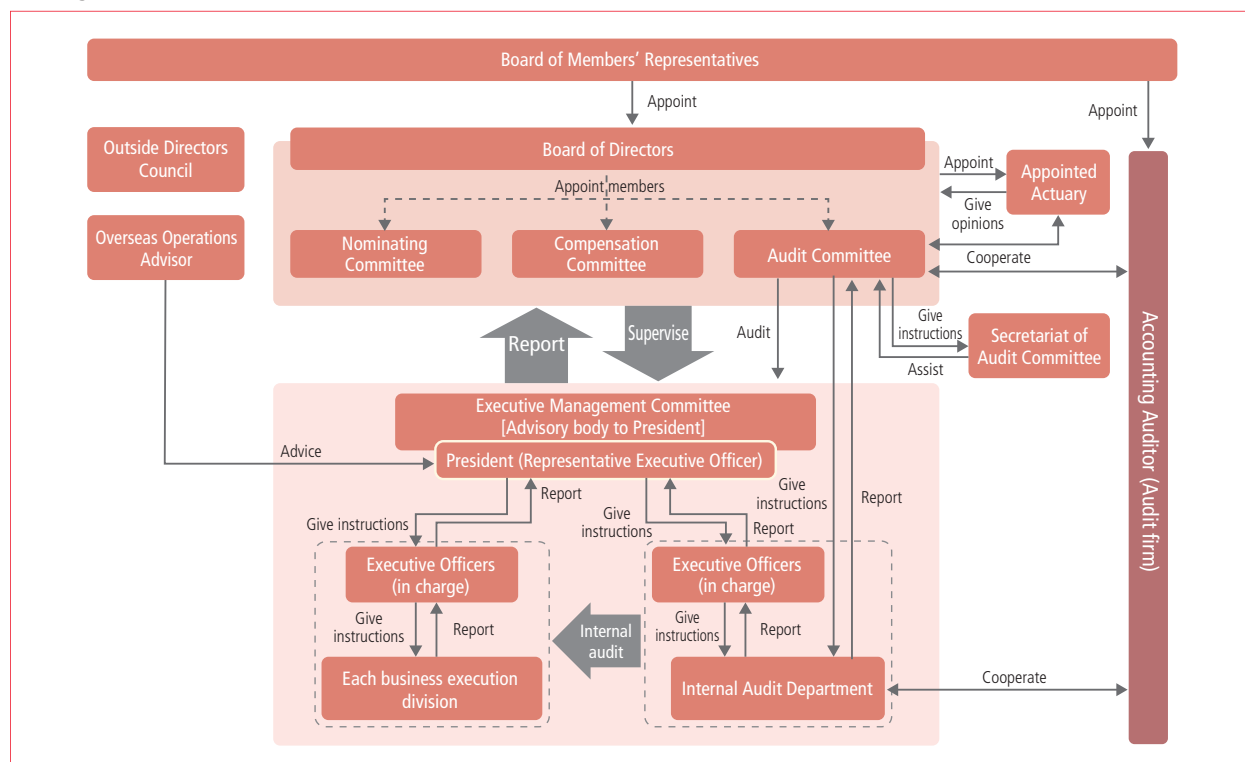 Board of Members' Representatives
Appoint
Appoint
Outside Directors
Council
Board of Directors
Appoint members
Appoint
Give
opinions
Appointed
Actuary
Overseas Operations
Advisor
Nominating
Committee
Compensation
Committee
Audit Committee
Cooperate
Report
Supervise
Audit
Give
instructions
Assist
Secretariat of
Audit Committee
Accounting Auditor (Audit firm)
Executive Management Committee
[Advisory body to President]
Advice
President (Representative Executive Officer)
Give instructions
Report
Give
instructions
Report
Give
instructions
Report
Executive Officers
(in charge)
Executive Officers
(in charge)
Give
instructions
Report
Internal
audit
Give
instructions
Report
Each business execution
division
Internal Audit Department
Cooperate